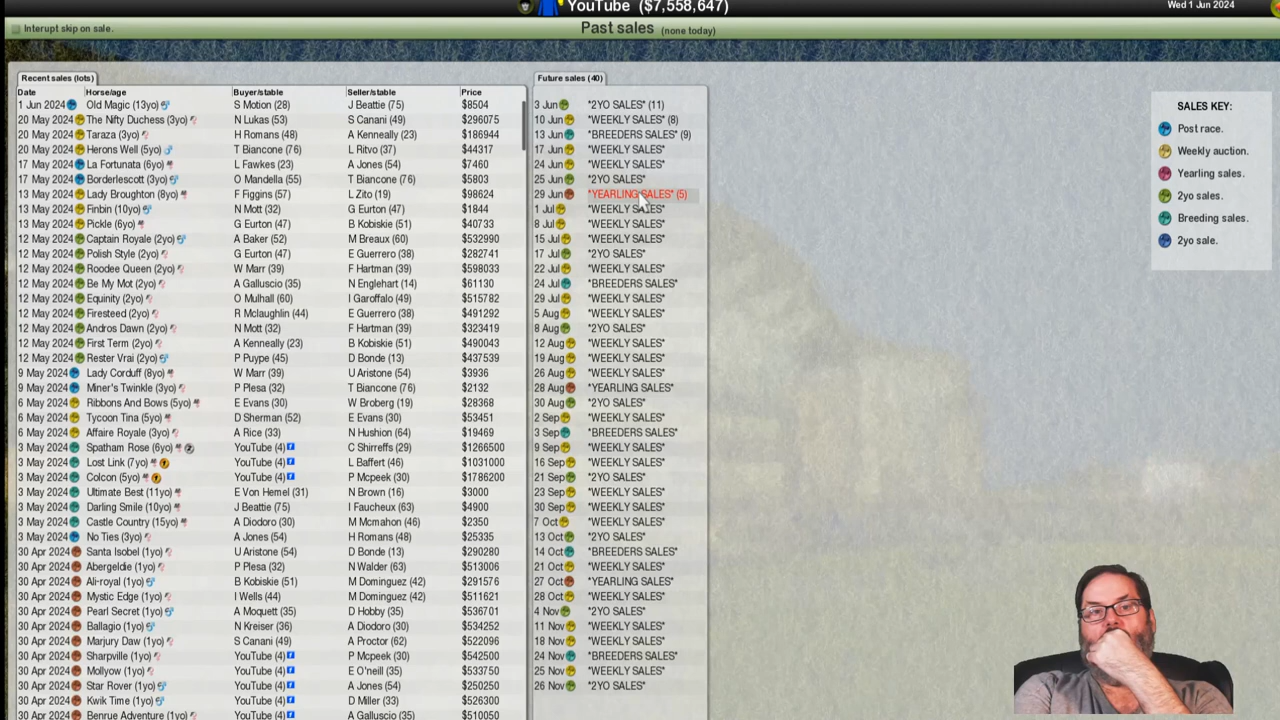 YouTube ($7,558,647)
Wed 1 Jun 2024
Interupt skip on sale.
Past sales (none today)
Recent sales (lots)
Date Horse/age Buyer/stable Seller/stable Price
1 Jun 2024 Old Magic (13yo) S Motion (28) J Beattie (75) $8504
20 May 2024 The Nifty Duchess (3yo) N Lukas (53) S Canani (49) $296075
20 May 2024 Taraza (3yo) H Romans (48) A Kenneally (23) $186944
20 May 2024 Herons Well (5yo) T Biancone (76) L Ritvo (37) $44317
17 May 2024 La Fortunata (6yo) L Fawkes (23) A Jones (54) $7460
17 May 2024 Borderlescott (3yo) O Mandella (55) T Biancone (76) $5803
13 May 2024 Lady Broughton (8yo) F Figgins (57) L Zito (19) $98624
13 May 2024 Finbin (10yo) N Mott (32) G Eurton (47) $1844
13 May 2024 Pickle (6yo) G Eurton (47) B Kobiskie (51) $40733
12 May 2024 Captain Royale (2yo) A Baker (52) M Breaux (60) $532990
12 May 2024 Polish Style (2yo) G Eurton (47) E Guerrero (38) $282741
12 May 2024 Roodee Queen (2yo) W Marr (39) F Hartman (39) $598033
12 May 2024 Be My Mot (2yo) A Galluscio (35) N Englehart (14) $61130
12 May 2024 Equinity (2yo) O Mulhall (60) I Garoffalo (49) $515782
12 May 2024 Firesteed (2yo) R Mclaughlin (44) E Guerrero (38) $491292
12 May 2024 Andros Dawn (2yo) N Mott (32) F Hartman (39) $323419
12 May 2024 First Term (2yo) A Kenneally (23) B Kobiskie (51) $490043
12 May 2024 Rester Vrai (2yo) P Puype (45) D Bonde (13) $437539
9 May 2024 Lady Corduff (8yo) W Marr (39) U Aristone (54) $3936
9 May 2024 Miner's Twinkle (3yo) P Plesa (32) T Biancone (76) $2132
6 May 2024 Ribbons And Bows (5yo) E Evans (30) W Broberg (19) $28368
6 May 2024 Tycoon Tina (5yo) D Sherman (52) E Evans (30) $53451
6 May 2024 Affaire Royale (3yo) A Rice (33) N Hushion (64) $19469
3 May 2024 Spatham Rose (6yo) YouTube (4) C Shirreffs (29) $1266500
3 May 2024 Lost Link (7yo) YouTube (4) L Baffert (46) $1031000
3 May 2024 Colcon (5yo) YouTube (4) P Mcpeek (30) $1786200
3 May 2024 Ultimate Best (11yo) E Von Hemel (31) N Brown (16) $3000
3 May 2024 Darling Smile (10yo) J Beattie (75) I Faucheux (63) $4900
3 May 2024 Castle Country (15yo) A Diodoro (30) M Mcmahon (46) $2350
3 May 2024 No Ties (3yo) A Jones (54) H Romans (48) $25335
30 Apr 2024 Santa Isobel (1yo) U Aristone (54) D Bonde (13) $290280
30 Apr 2024 Abergeldie (1yo) P Plesa (32) N Walder (63) $513006
30 Apr 2024 Ali-royal (1yo) B Kobiskie (51) M Dominguez (42) $291576
30 Apr 2024 Mystic Edge (1yo) I Wells (44) M Dominguez (42) $511621
30 Apr 2024 Pearl Secret (1yo) A Moquett (35) D Hobby (35) $536701
30 Apr 2024 Ballagio (1yo) N Kreiser (36) A Diodoro (30) $534252
30 Apr 2024 Marjury Daw (1yo) S Canani (49) A Proctor (62) $522096
30 Apr 2024 Sharpville (1yo) YouTube (4) P Mcpeek (30) $542500
30 Apr 2024 Mollyow (1yo) YouTube (4) E O'neill (35) $533750
30 Apr 2024 Star Rover (1yo) YouTube (4) A Jones (54) $250250
30 Apr 2024 Kwik Time (1yo) YouTube (4) D Miller (33) $526300
30 Apr 2024 Benrue Adventure (1yo) YouTube (4) A Galluscio (35) $510050
Future sales (40)
3 Jun *2YO SALES* (11)
10 Jun *WEEKLY SALES* (8)
13 Jun *BREEDERS SALES* (9)
17 Jun *WEEKLY SALES*
24 Jun *WEEKLY SALES*
25 Jun *2YO SALES*
29 Jun *YEARLING SALES* (5)
1 Jul *WEEKLY SALES*
8 Jul *WEEKLY SALES*
15 Jul *WEEKLY SALES*
17 Jul *2YO SALES*
22 Jul *WEEKLY SALES*
24 Jul *BREEDERS SALES*
29 Jul *WEEKLY SALES*
5 Aug *WEEKLY SALES*
8 Aug *2YO SALES*
12 Aug *WEEKLY SALES*
19 Aug *WEEKLY SALES*
26 Aug *WEEKLY SALES*
28 Aug *YEARLING SALES*
30 Aug *2YO SALES*
2 Sep *WEEKLY SALES*
3 Sep *BREEDERS SALES*
9 Sep *WEEKLY SALES*
16 Sep *WEEKLY SALES*
21 Sep *2YO SALES*
23 Sep *WEEKLY SALES*
30 Sep *WEEKLY SALES*
7 Oct *WEEKLY SALES*
13 Oct *2YO SALES*
14 Oct *BREEDERS SALES*
21 Oct *WEEKLY SALES*
27 Oct *YEARLING SALES*
28 Oct *WEEKLY SALES*
4 Nov *2YO SALES*
11 Nov *WEEKLY SALES*
18 Nov *WEEKLY SALES*
24 Nov *BREEDERS SALES*
25 Nov *WEEKLY SALES*
26 Nov *2YO SALES*
SALES KEY:
Post race.
Weekly auction.
Yearling sales.
2yo sales.
Breeding sales.
2yo sale.